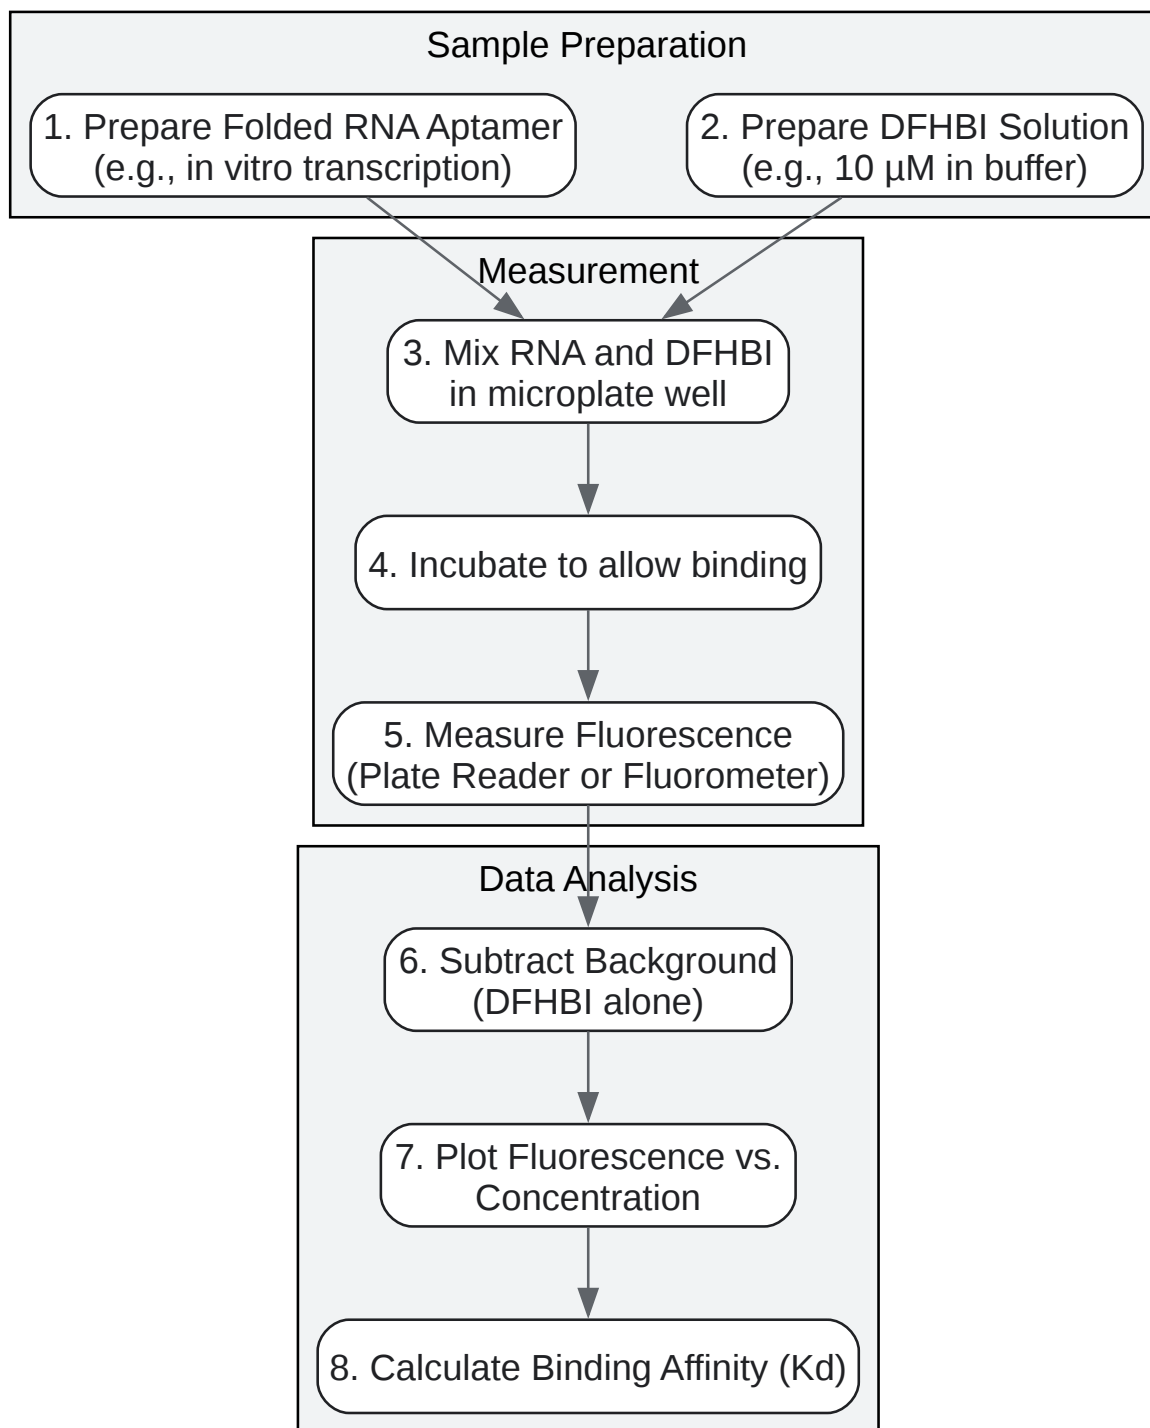 Sample Preparation
1. Prepare Folded RNA Aptamer
(e.g., in vitro transcription)
2. Prepare DFHBI Solution
(e.g., 10 µM in buffer)
Measurement
3. Mix RNA and DFHBI
in microplate well
4. Incubate to allow binding
5. Measure Fluorescence
(Plate Reader or Fluorometer)
Data Analysis
6. Subtract Background
(DFHBI alone)
7. Plot Fluorescence vs.
Concentration
8. Calculate Binding Affinity (Kd)